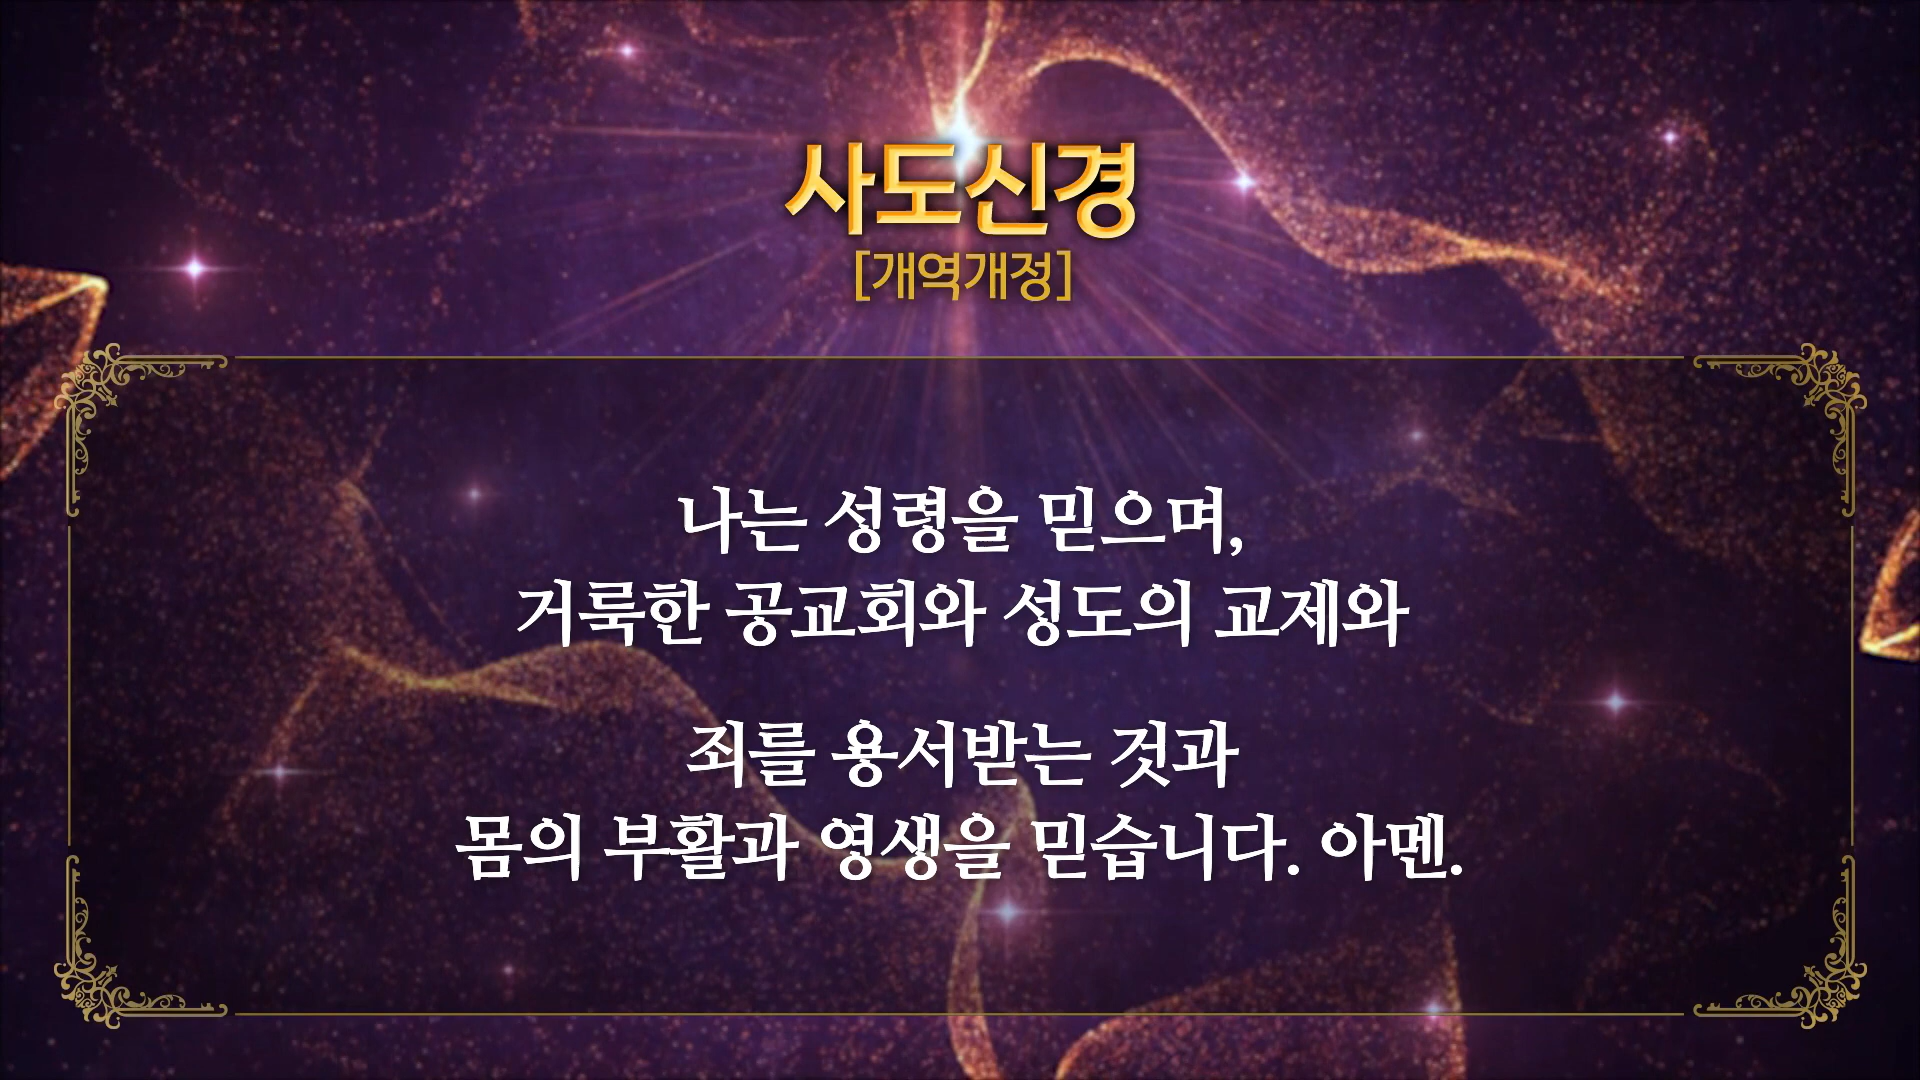 사도신경
[개역개정]
나는 성령을 믿으며,
거룩한 공교회와 성도의 교제와
죄를 용서받는 것과
몸의 부활과 영생을 믿습니다. 아멘.